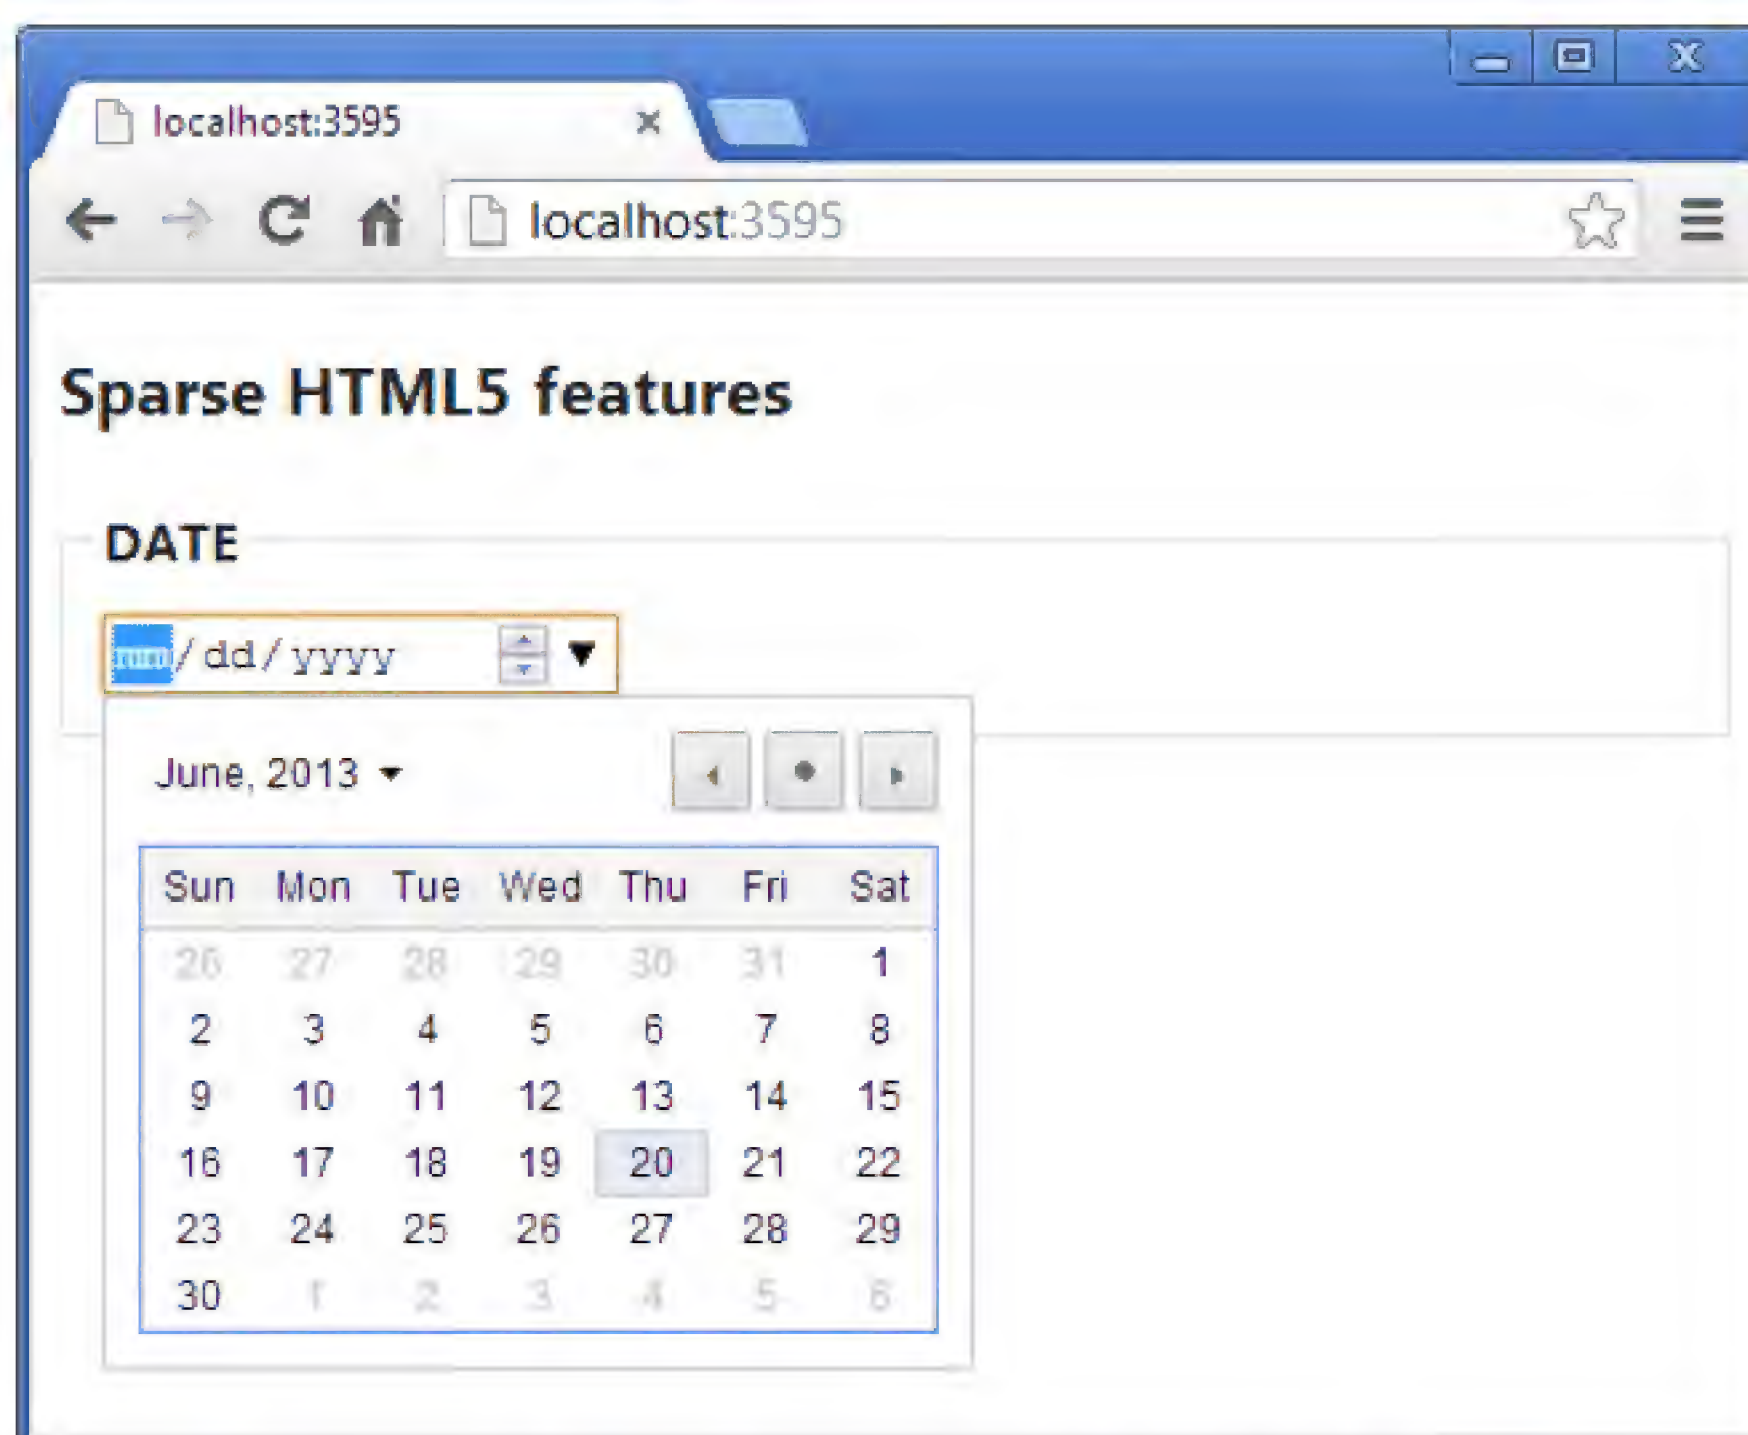 localhost:3595
localhost:3595
Sparse HTML5 features
DATE
mm/dd/yyyy
June, 2013
Sun Mon Tue Wed Thu Fri Sat
26 27 28 29 30 31 1
2 3 4 5 6 7 8
9 10 11 12 13 14 15
16 17 18 19 20 21 22
23 24 25 26 27 28 29
30 1 2 3 4 5 6